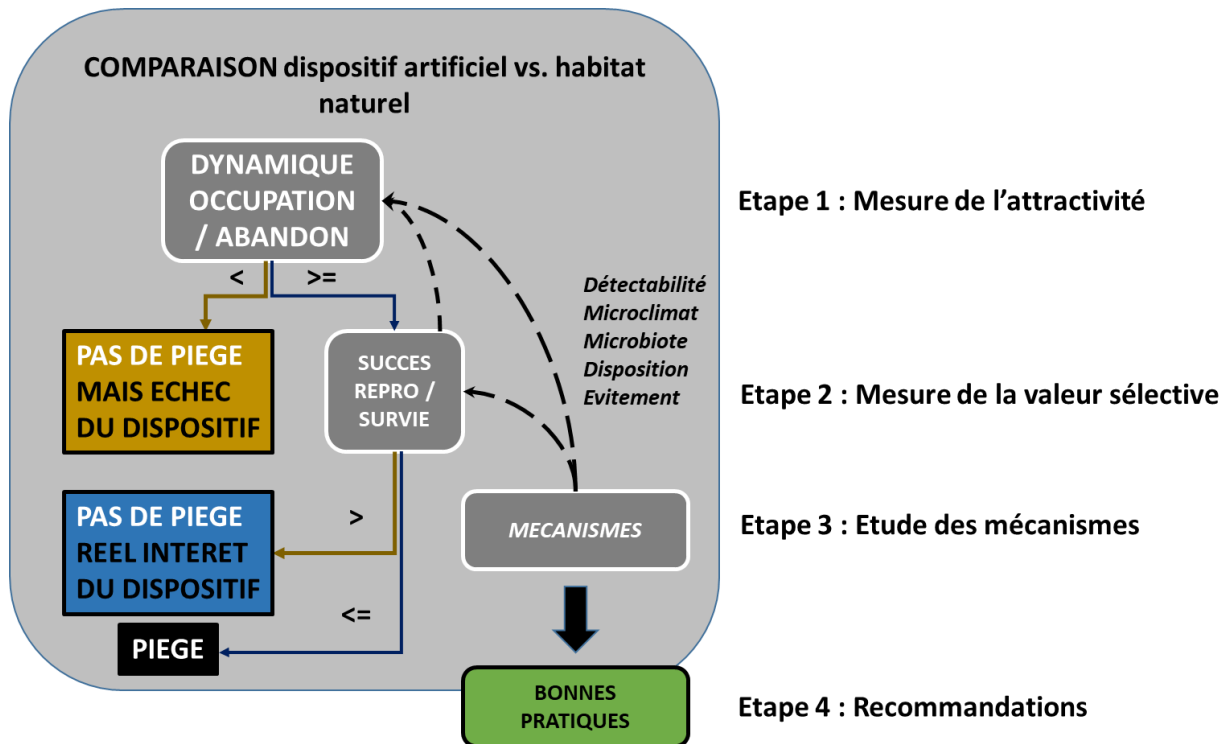 COMPARAISON dispositif artificiel vs. habitat
naturel
DYNAMIQUE
OCCUPATION
/ ABANDON
Etape 1 : Mesure de l'attractivité
<
>=
Détectabilité
Microclimat
Microbiote
Disposition
Evitement
PAS DE PIEGE
MAIS ECHEC
DU DISPOSITIF
SUCCES
REPRO /
SURVIE
Etape 2 : Mesure de la valeur sélective
PAS DE PIEGE
REEL INTERET
DU DISPOSITIF
>
MECANISMES
Etape 3 : Etude des mécanismes
<=
PIEGE
BONNES
PRATIQUES
Etape 4 : Recommandations